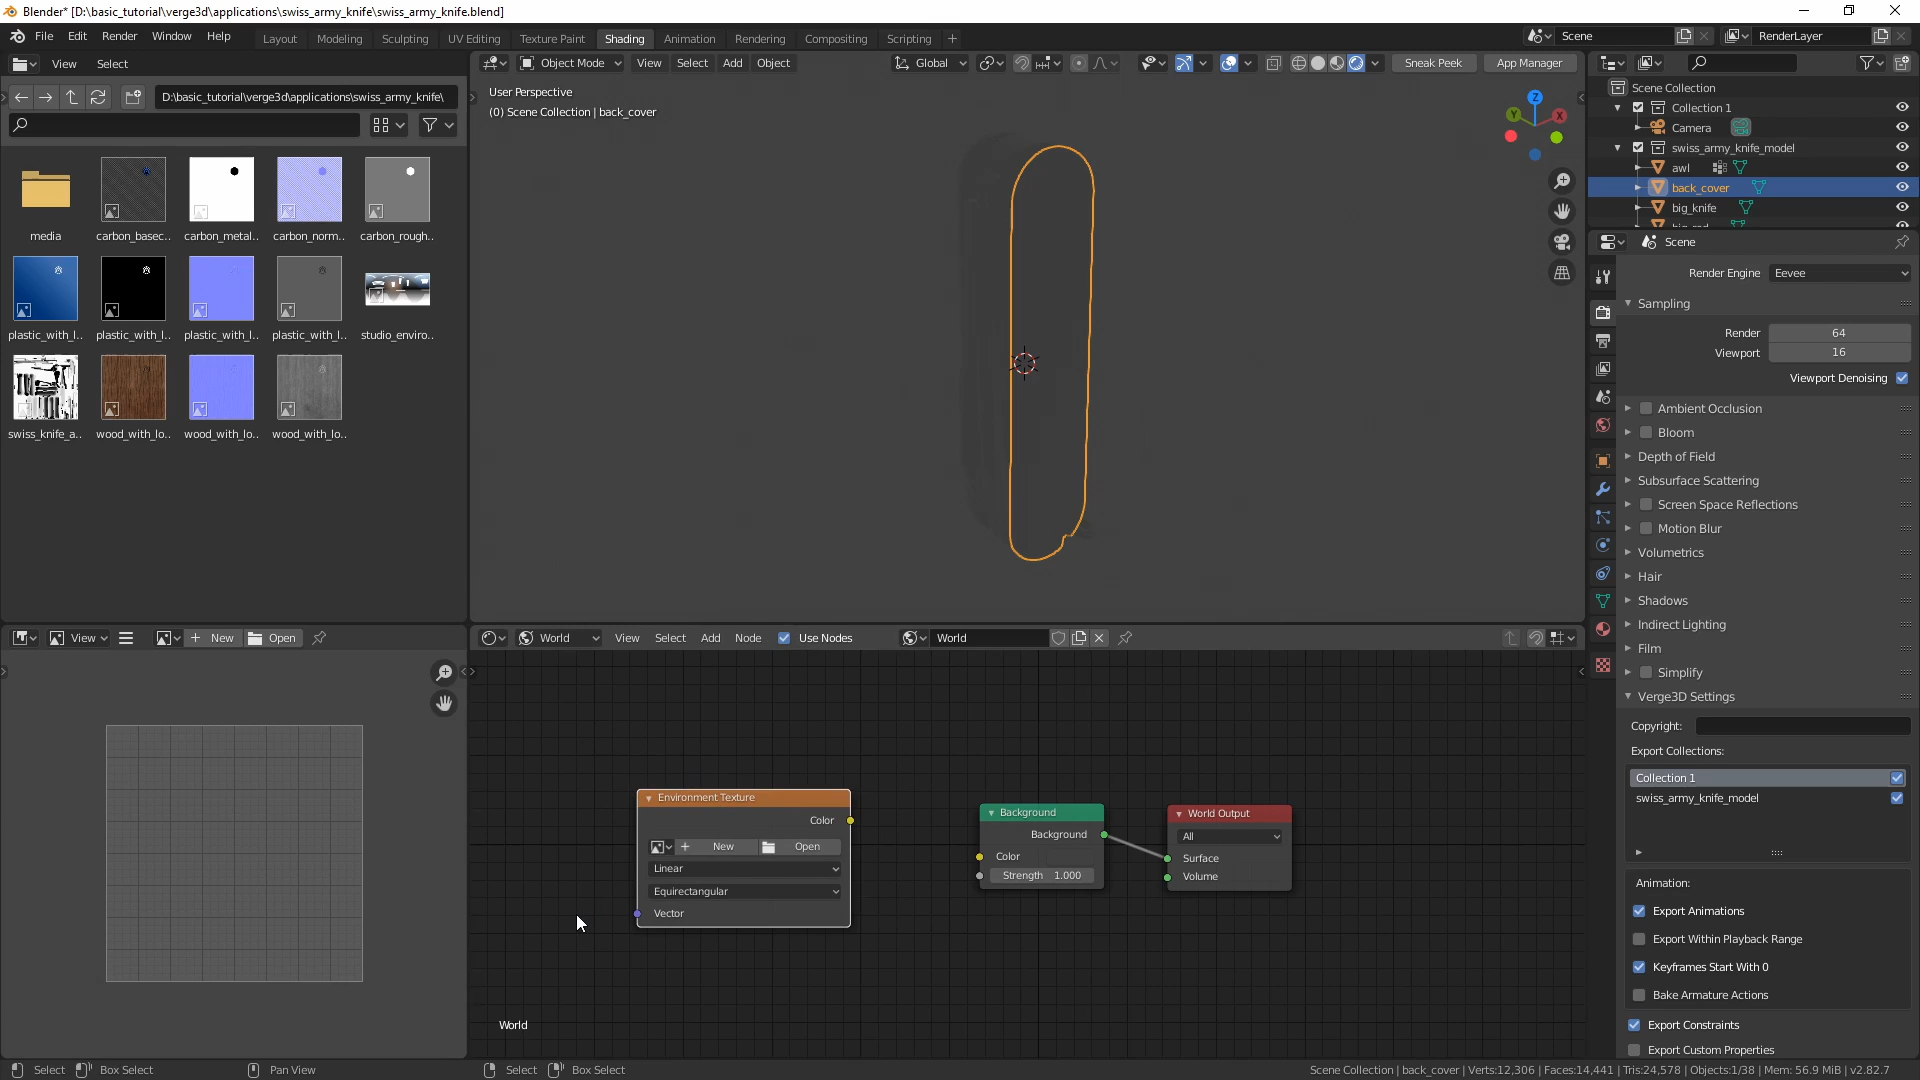 Blender* [D:\basic_tutorial\verge3d\applications\swiss_army_knife\swiss_army_knife.blend]
File Edit Render Window Help Layout Modeling Sculpting UV Editing Texture Paint Shading Animation Rendering Compositing Scripting + Scene RenderLayer
View Select
D:\basic_tutorial\verge3d\applications\swiss_army_knife\
media carbon_basec.. carbon_metal.. carbon_norm.. carbon_rough..
plastic_with_l.. plastic_with_l.. plastic_with_l.. plastic_with_l.. studio_enviro..
swiss_knife_a.. wood_with_lo.. wood_with_lo.. wood_with_lo..
Object Mode View Select Add Object Global Sneak Peek App Manager
User Perspective
(0) Scene Collection | back_cover
Z
Y X
Scene Collection
Collection 1
Camera
swiss_army_knife_model
awl
back_cover
big_knife
Scene
Render Engine Eevee
Sampling
Render 64
Viewport 16
Viewport Denoising
Ambient Occlusion
Bloom
Depth of Field
Subsurface Scattering
Screen Space Reflections
Motion Blur
Volumetrics
Hair
Shadows
Indirect Lighting
Film
Simplify
Verge3D Settings
Copyright:
Export Collections:
Collection 1
swiss_army_knife_model
Animation:
Export Animations
Export Within Playback Range
Keyframes Start With 0
Bake Armature Actions
Export Constraints
Export Custom Properties
View + New Open
World View Select Add Node Use Nodes World
Environment Texture
Color
+ New Open
Linear
Equirectangular
Vector
Background
Background
Color
Strength 1.000
World Output
All
Surface
Volume
World
Select Box Select Pan View Select Box Select
Scene Collection | back_cover | Verts:12,306 | Faces:14,441 | Tris:24,578 | Objects:1/38 | Mem: 56.9 MiB | v2.82.7